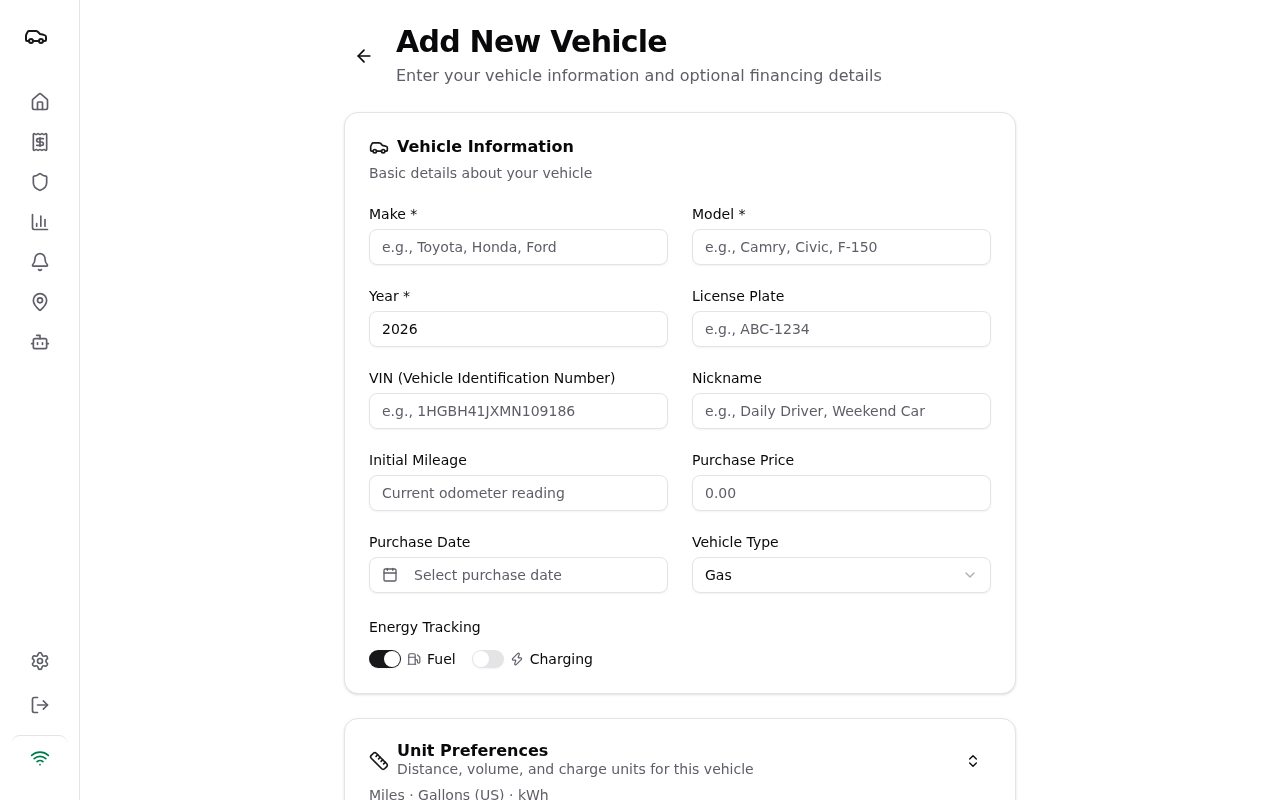 Add New Vehicle
Enter your vehicle information and optional financing details
Vehicle Information
Basic details about your vehicle
Make *
Model *
e.g., Toyota, Honda, Ford
e.g., Camry, Civic, F-150
Year *
License Plate
2026
e.g., ABC-1234
VIN (Vehicle Identification Number)
Nickname
e.g., 1HGBH41JXMN109186
e.g., Daily Driver, Weekend Car
Initial Mileage
Purchase Price
Current odometer reading
0.00
Purchase Date
Vehicle Type
Select purchase date
Gas
Energy Tracking
Fuel
Charging
Unit Preferences
Distance, volume, and charge units for this vehicle
Miles · Gallons (US) · kWh